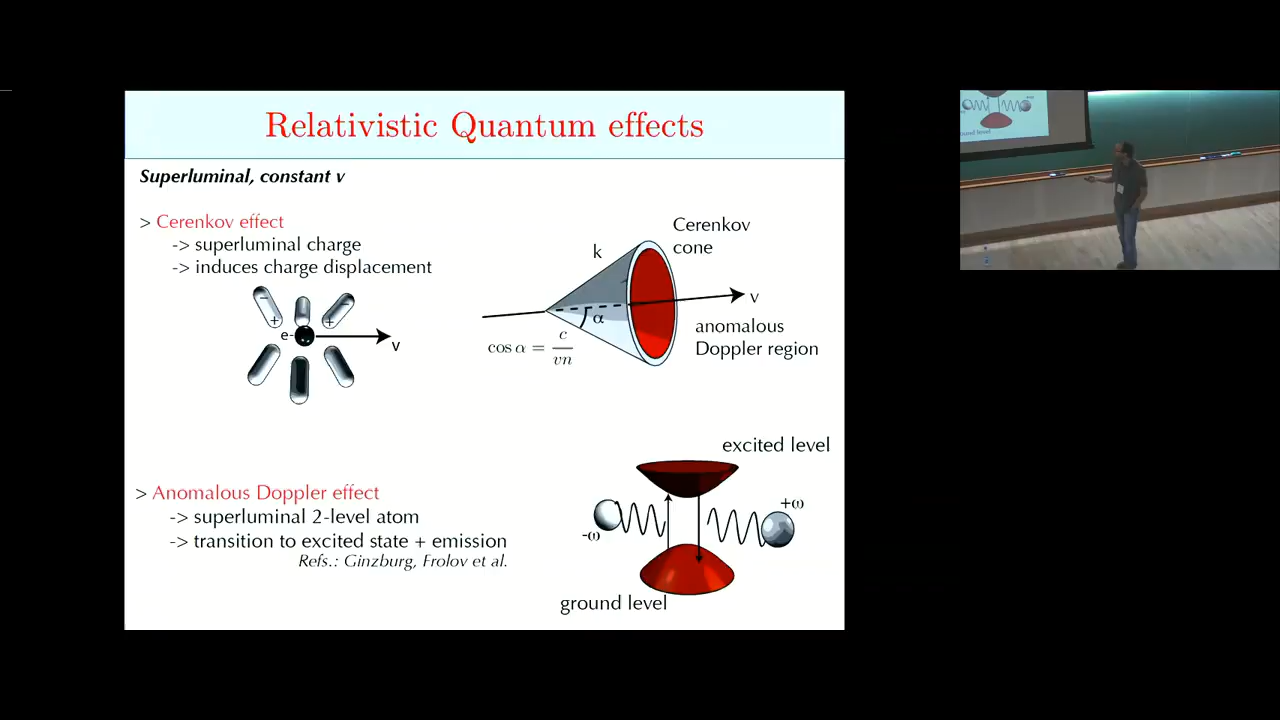 Relativistic Quantum effects
Superluminal, constant v
> Cerenkov effect
-> superluminal charge
-> induces charge displacement
− −
+ +
e-
v
k
Cerenkov
cone
v
α
cos α = c/vn
anomalous
Doppler region
> Anomalous Doppler effect
-> superluminal 2-level atom
-> transition to excited state + emission
Refs.: Ginzburg, Frolov et al.
excited level
+ω
-ω
ground level